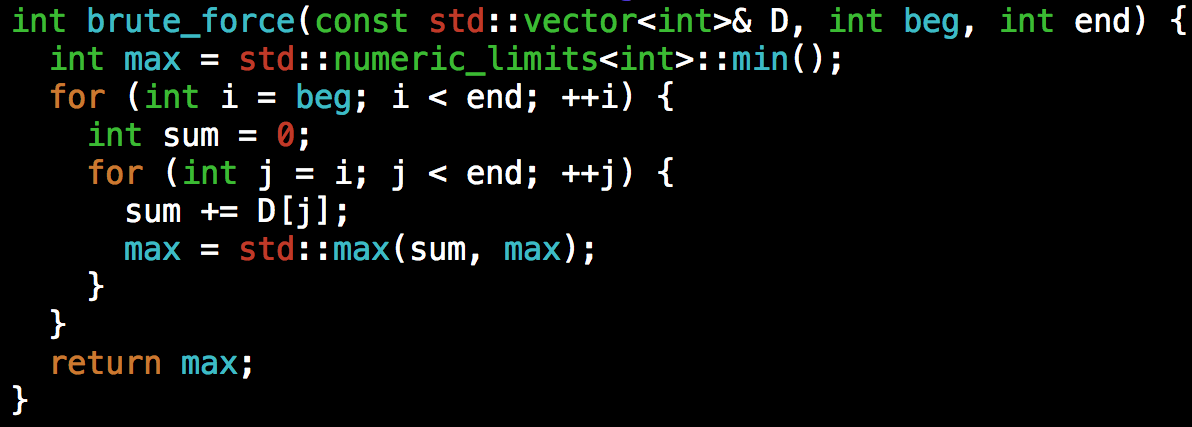 int brute_force(const std::vector<int>& D, int beg, int end) {
  int max = std::numeric_limits<int>::min();
  for (int i = beg; i < end; ++i) {
    int sum = 0;
    for (int j = i; j < end; ++j) {
      sum += D[j];
      max = std::max(sum, max);
    }
  }
  return max;
}